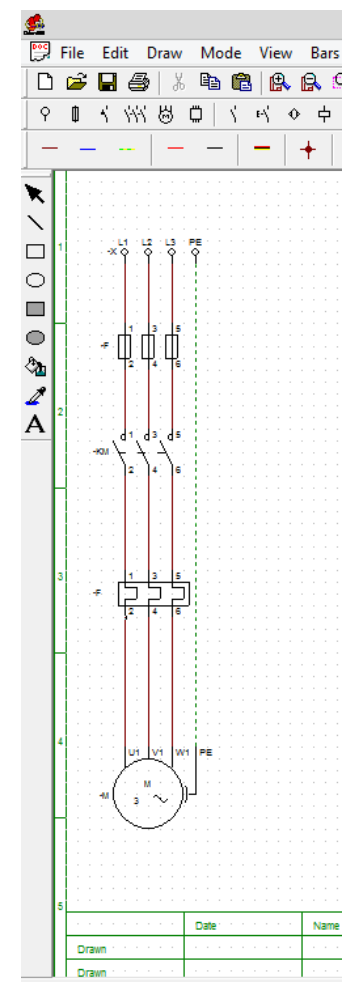 DOC
File Edit Draw Mode View Bars
A
1
L1 L2 L3 PE
-X
1 3 5
-F
2 4 6
2
1 3 5
-KM
2 4 6
3
1 3 5
-F
2 4 6
4
U1 V1 W1 PE
-M
M
3
5
Date Name
Drawn
Drawn